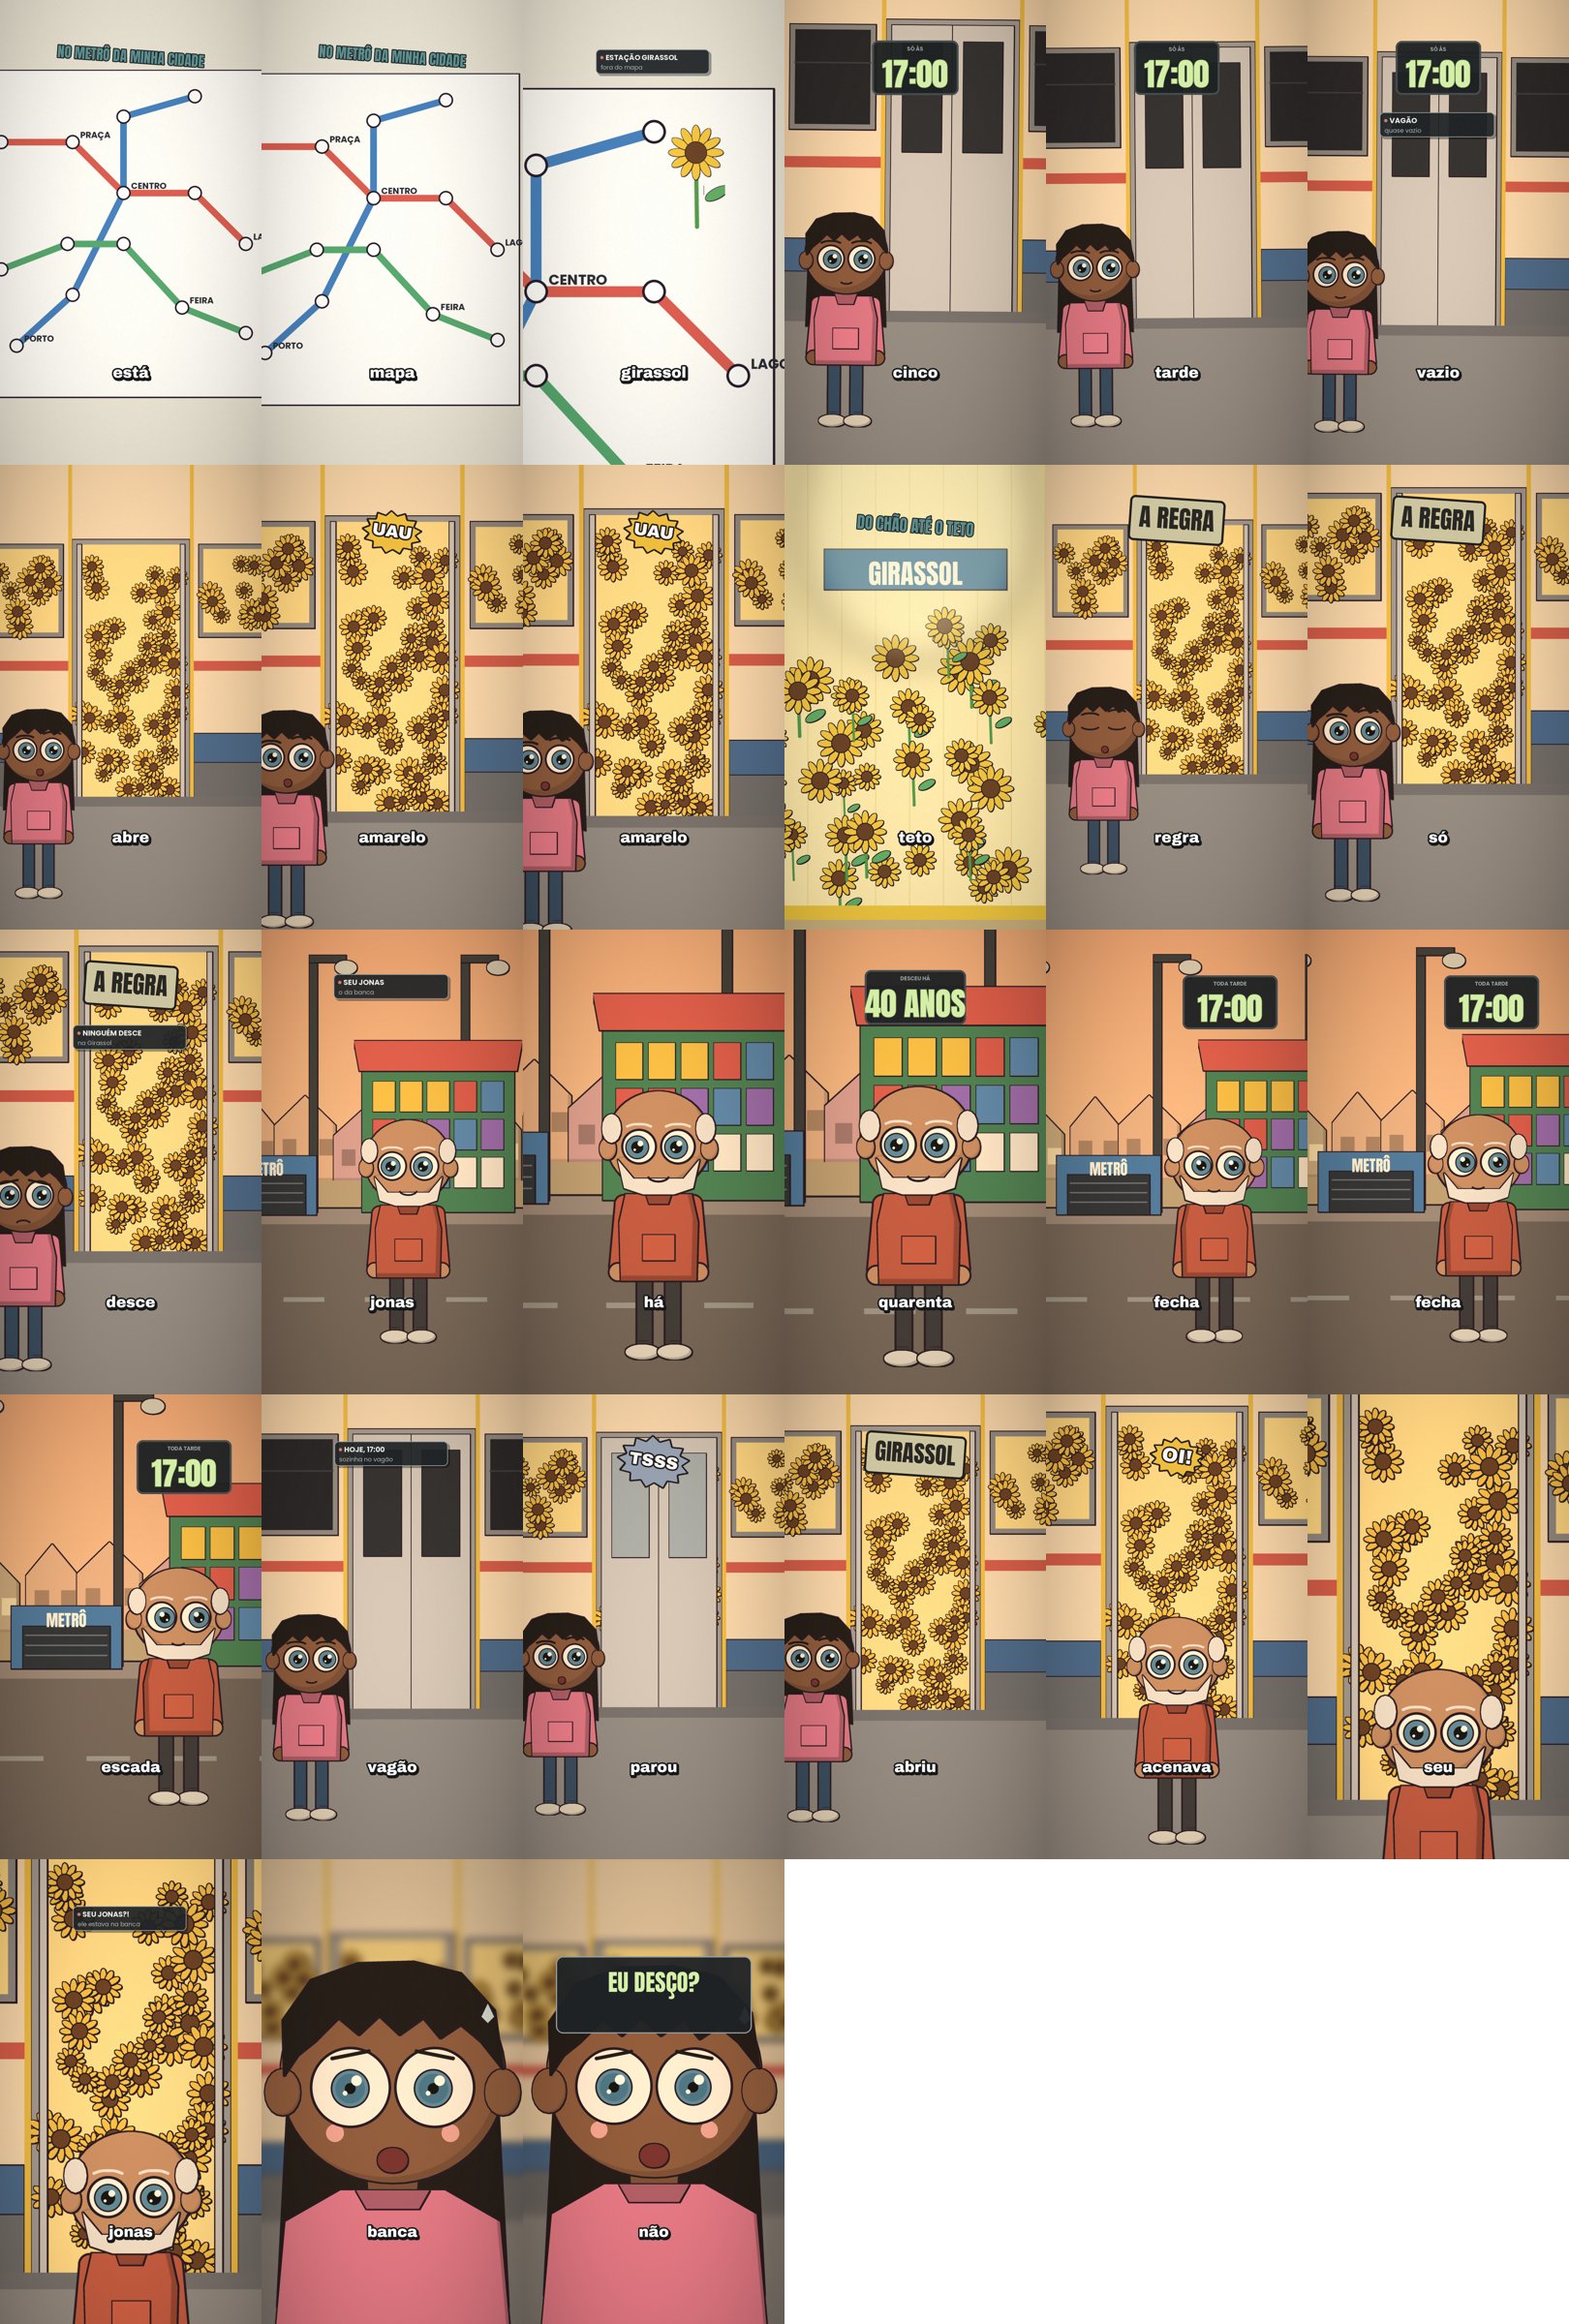 NO METRÔ DA MINHA CIDADE
PRAÇA
CENTRO
LA
FEIRA
PORTO
está
NO METRÔ DA MINHA CIDADE
PRAÇA
CENTRO
LAG
FEIRA
PORTO
mapa
ESTAÇÃO GIRASSOL
fora do mapa
CENTRO
LAGO
girassol
SÓ ÀS
17:00
cinco
SÓ ÀS
17:00
tarde
SÓ ÀS
17:00
VAGÃO
quase vazio
vazio
abre
UAU
amarelo
UAU
amarelo
DO CHÃO ATÉ O TETO
GIRASSOL
teto
A REGRA
regra
A REGRA
só
A REGRA
NINGUÉM DESCE
na Girassol
desce
SEU JONAS
o da banca
TRÔ
jonas
há
DESCEU HÁ
40 ANOS
quarenta
TODA TARDE
17:00
METRÔ
fecha
TODA TARDE
17:00
METRÔ
fecha
TODA TARDE
17:00
METRÔ
escada
HOJE, 17:00
sozinha no vagão
vagão
TSSS
parou
GIRASSOL
abriu
OI!
acenava
seu
SEU JONAS?!
ele estava na banca
jonas
banca
EU DESÇO?
não